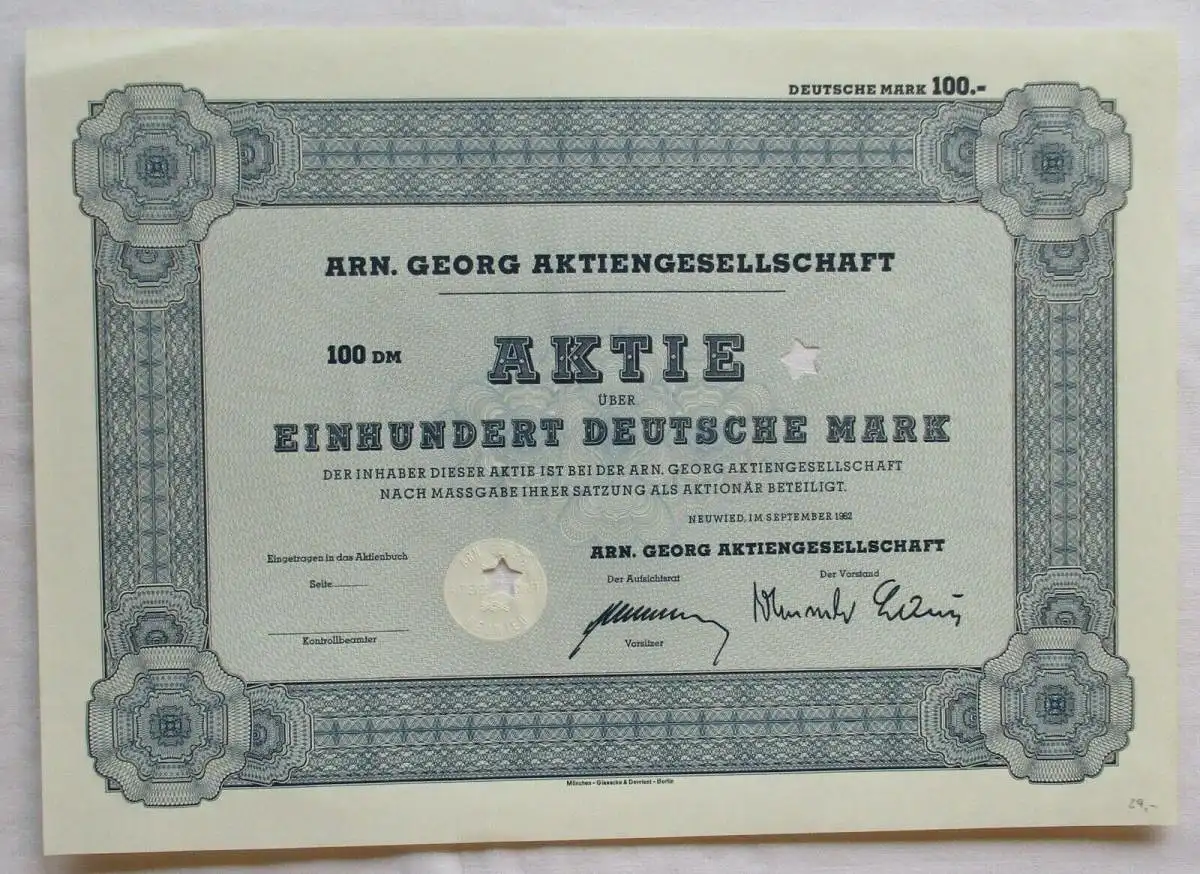 DEUTSCHE MARK 100.-
ARN. GEORG AKTIENGESELLSCHAFT
100 DM
AKTIE
ÜBER
EINHUNDERT DEUTSCHE MARK
DER INHABER DIESER AKTIE IST BEI DER ARN. GEORG AKTIENGESELLSCHAFT
NACH MASSGABE IHRER SATZUNG ALS AKTIONÄR BETEILIGT.
NEUWIED, IM SEPTEMBER 1962
ARN. GEORG AKTIENGESELLSCHAFT
Eingetragen in das Aktienbuch
Seite
Kontrollbeamter
Der Aufsichtsrat
Vorsitzer
Der Vorstand
München - Giesecke & Devrient - Berlin
29,-